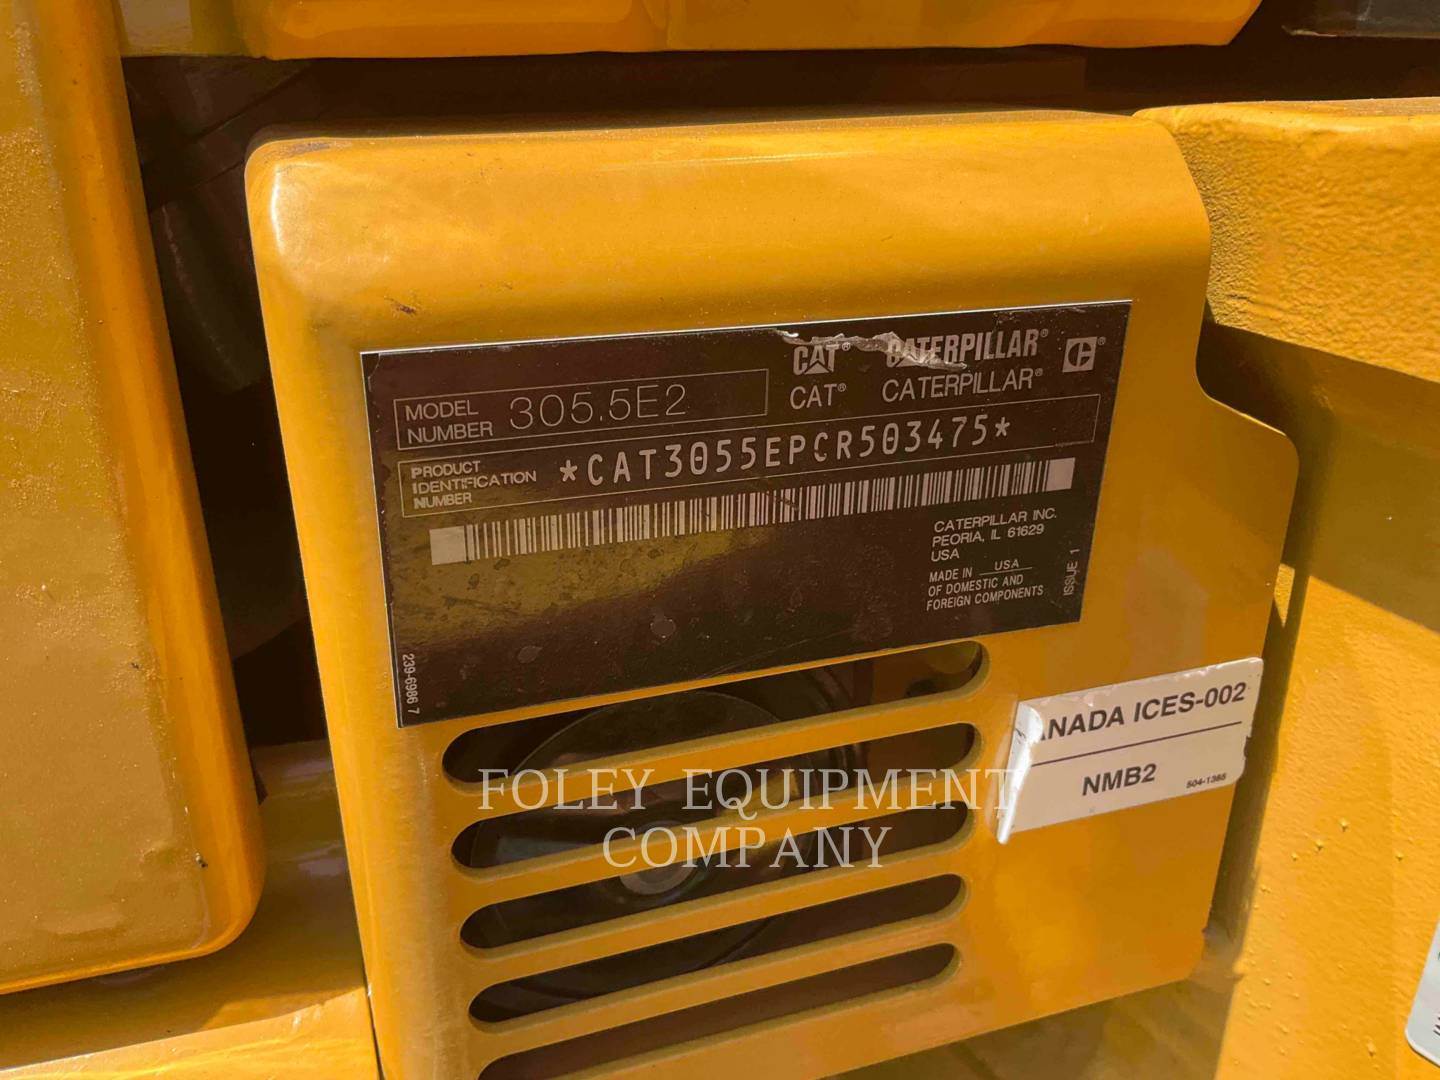 CAT® CATERPILLAR®
CAT® CATERPILLAR®
MODEL NUMBER 305.5E2
PRODUCT IDENTIFICATION NUMBER *CAT3055EPCR503475*
CATERPILLAR INC.
PEORIA, IL 61629
USA
MADE IN USA
OF DOMESTIC AND
FOREIGN COMPONENTS
ISSUE 1
239-6986 7
ANADA ICES-002
NMB2 504-1365
FOLEY EQUIPMENT
COMPANY